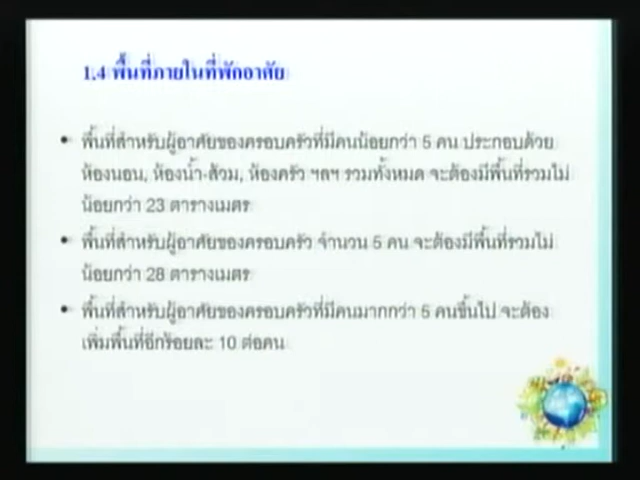 1.4 พื้นที่ภายในที่พักอาศัย
• พื้นที่สำหรับผู้อาศัยของครอบครัวที่มีคนน้อยกว่า 5 คน ประกอบด้วย
ห้องนอน, ห้องน้ำ-ส้วม, ห้องครัว ฯลฯ รวมทั้งหมด จะต้องมีพื้นที่รวมไม่
น้อยกว่า 23 ตารางเมตร
• พื้นที่สำหรับผู้อาศัยของครอบครัว จำนวน 5 คน จะต้องมีพื้นที่รวมไม่
น้อยกว่า 28 ตารางเมตร
• พื้นที่สำหรับผู้อาศัยของครอบครัวที่มีคนมากกว่า 5 คนขึ้นไป จะต้อง
เพิ่มพื้นที่อีกร้อยละ 10 ต่อคน